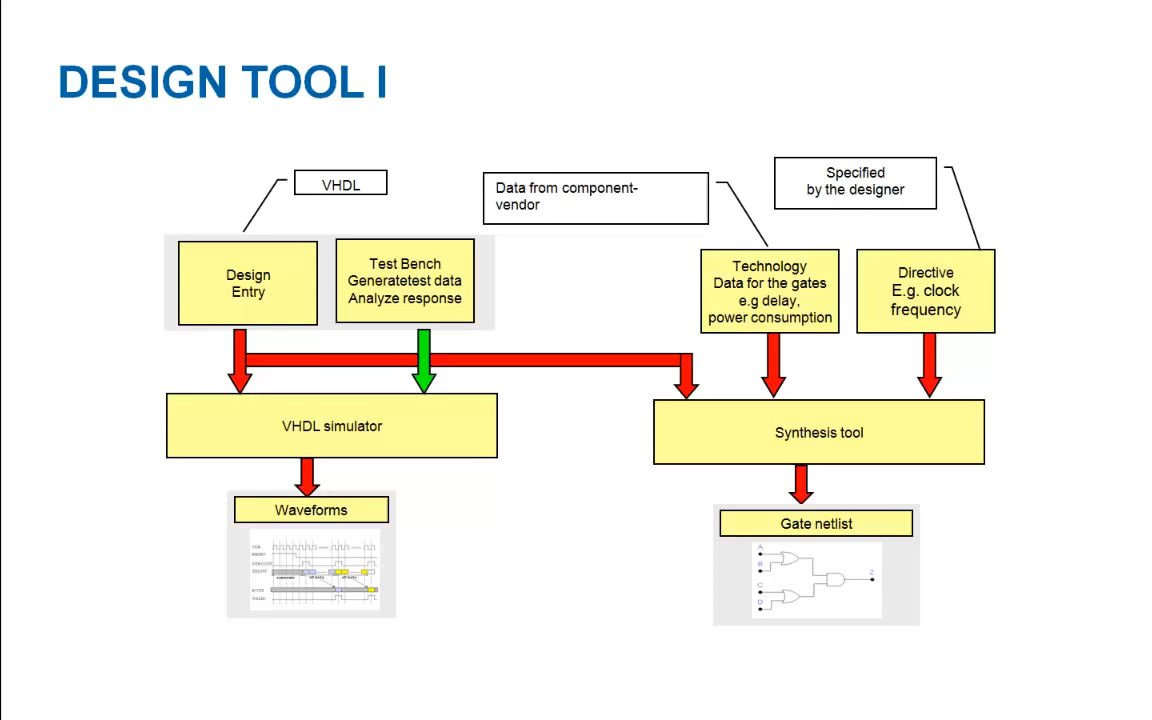 DESIGN TOOL I
VHDL
Data from component-
vendor
Specified
by the designer
Design
Entry
Test Bench
Generatetest data
Analyze response
Technology
Data for the gates
e.g delay,
power consumption
Directive
E.g. clock
frequency
VHDL simulator
Synthesis tool
Waveforms
Gate netlist
A
B
C
D
Z